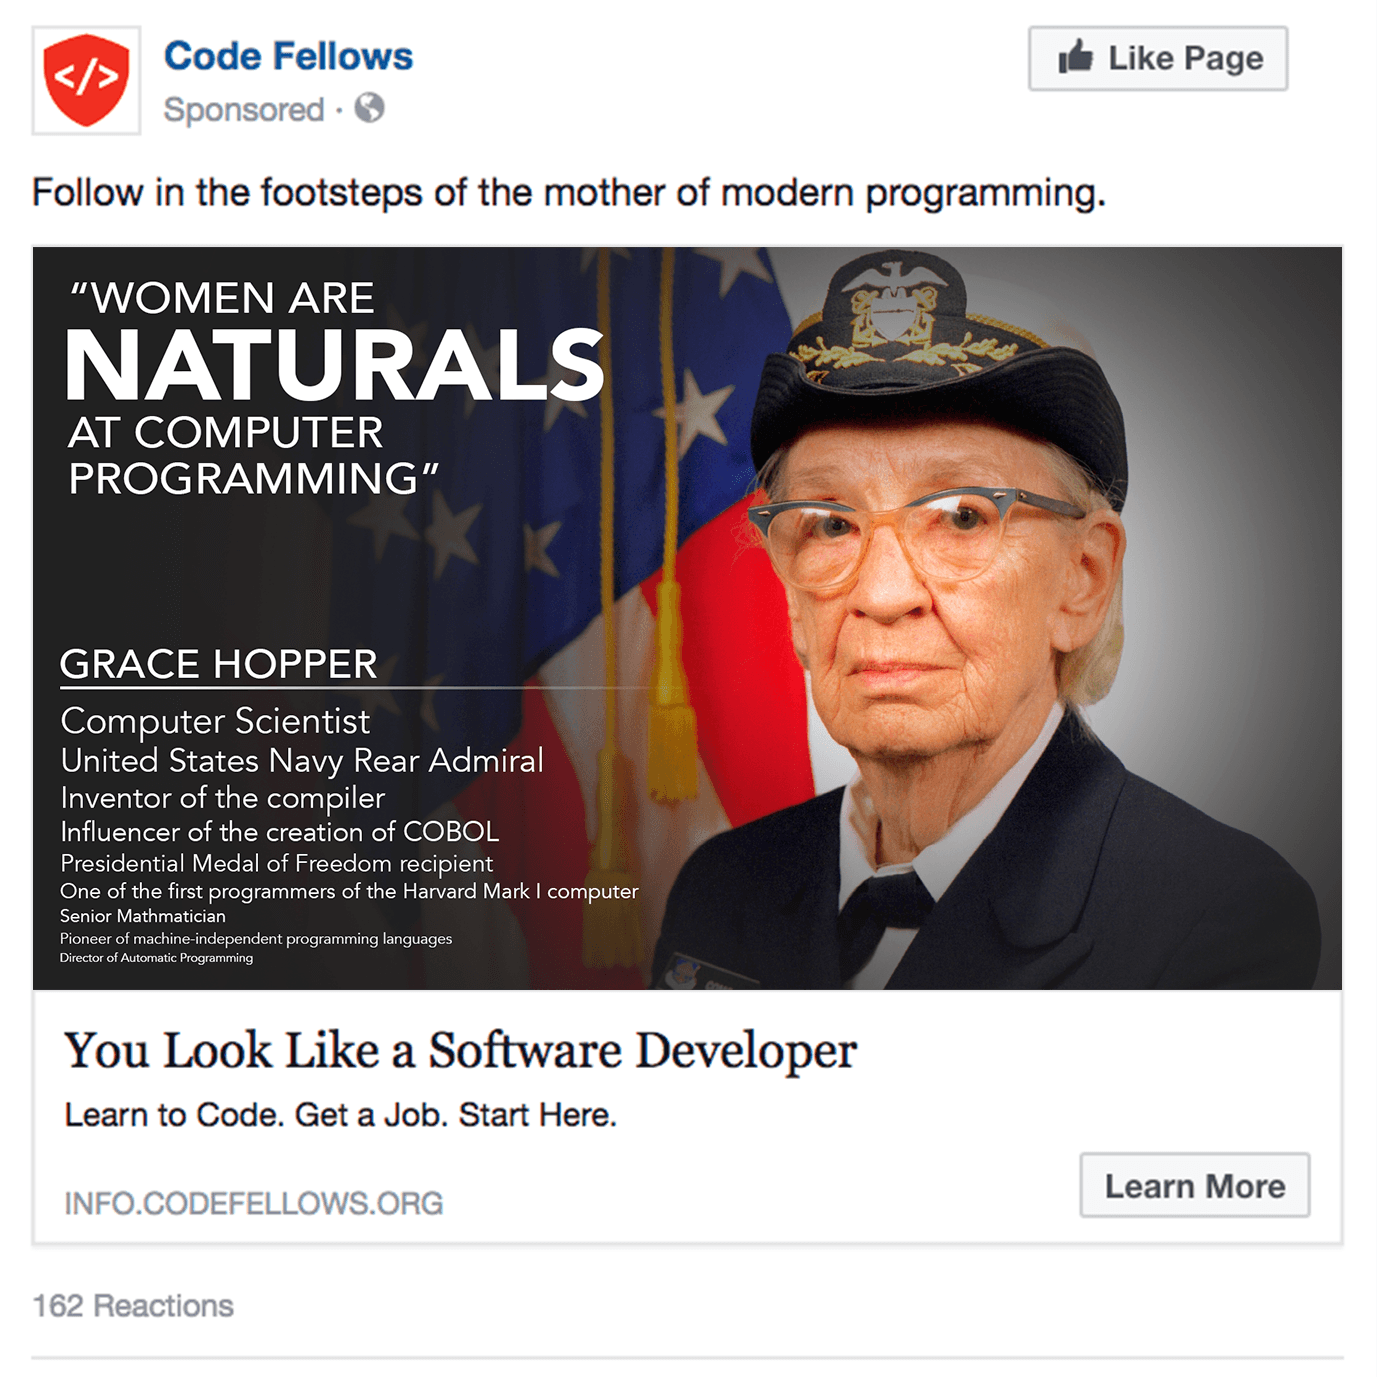 </>
Code Fellows
Sponsored ·
Like Page
Follow in the footsteps of the mother of modern programming.
“WOMEN ARE
NATURALS
AT COMPUTER
PROGRAMMING”
GRACE HOPPER
Computer Scientist
United States Navy Rear Admiral
Inventor of the compiler
Influencer of the creation of COBOL
Presidential Medal of Freedom recipient
One of the first programmers of the Harvard Mark I computer
Senior Mathmatician
Pioneer of machine-independent programming languages
Director of Automatic Programming
You Look Like a Software Developer
Learn to Code. Get a Job. Start Here.
INFO.CODEFELLOWS.ORG
Learn More
162 Reactions